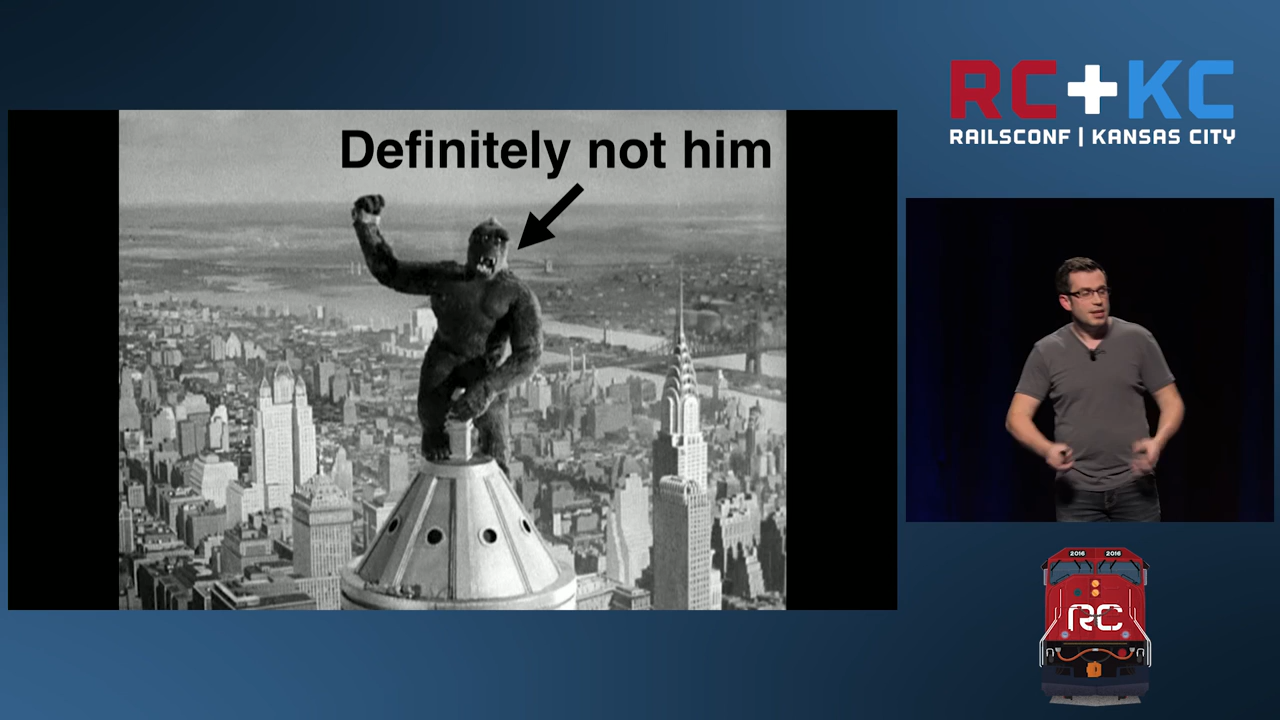 Definitely not him
RC+KC
RAILSCONF | KANSAS CITY
2016 2016
RC